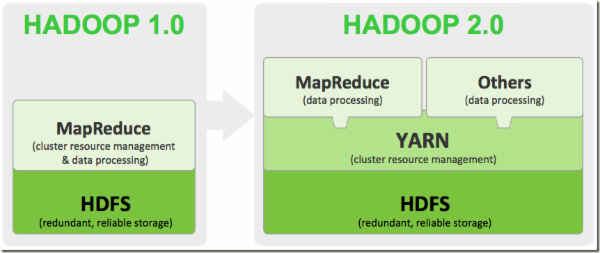 HADOOP 1.0
MapReduce
(cluster resource management
& data processing)
HDFS
(redundant, reliable storage)
HADOOP 2.0
MapReduce
(data processing)
Others
(data processing)
YARN
(cluster resource management)
HDFS
(redundant, reliable storage)